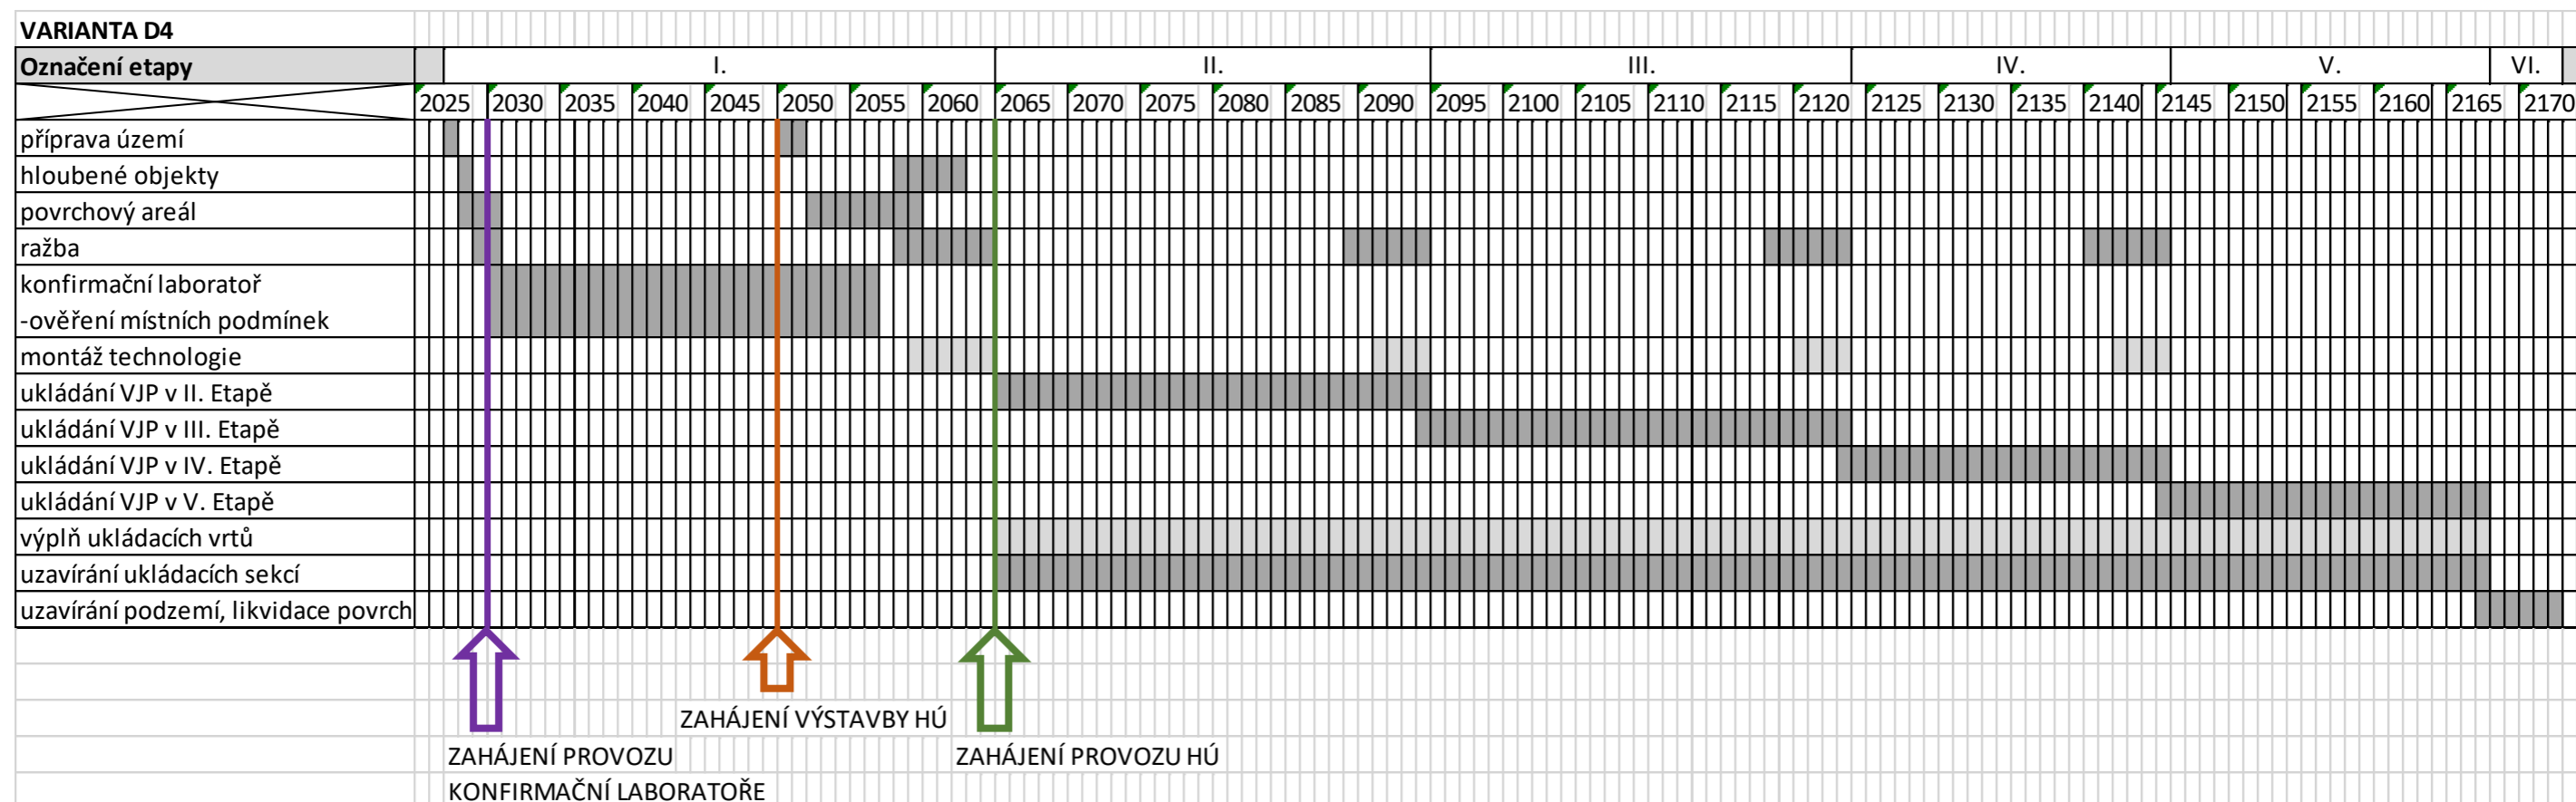 VARIANTA D4
Označení etapy I. II. III. IV. V. VI.
2025 2030 2035 2040 2045 2050 2055 2060 2065 2070 2075 2080 2085 2090 2095 2100 2105 2110 2115 2120 2125 2130 2135 2140 2145 2150 2155 2160 2165 2170
příprava území
hloubené objekty
povrchový areál
ražba
konfirmační laboratoř
-ověření místních podmínek
montáž technologie
ukládání VJP v II. Etapě
ukládání VJP v III. Etapě
ukládání VJP v IV. Etapě
ukládání VJP v V. Etapě
výplň ukládacích vrtů
uzavírání ukládacích sekcí
uzavírání podzemí, likvidace povrch
ZAHÁJENÍ VÝSTAVBY HÚ
ZAHÁJENÍ PROVOZU ZAHÁJENÍ PROVOZU HÚ
KONFIRMAČNÍ LABORATOŘE